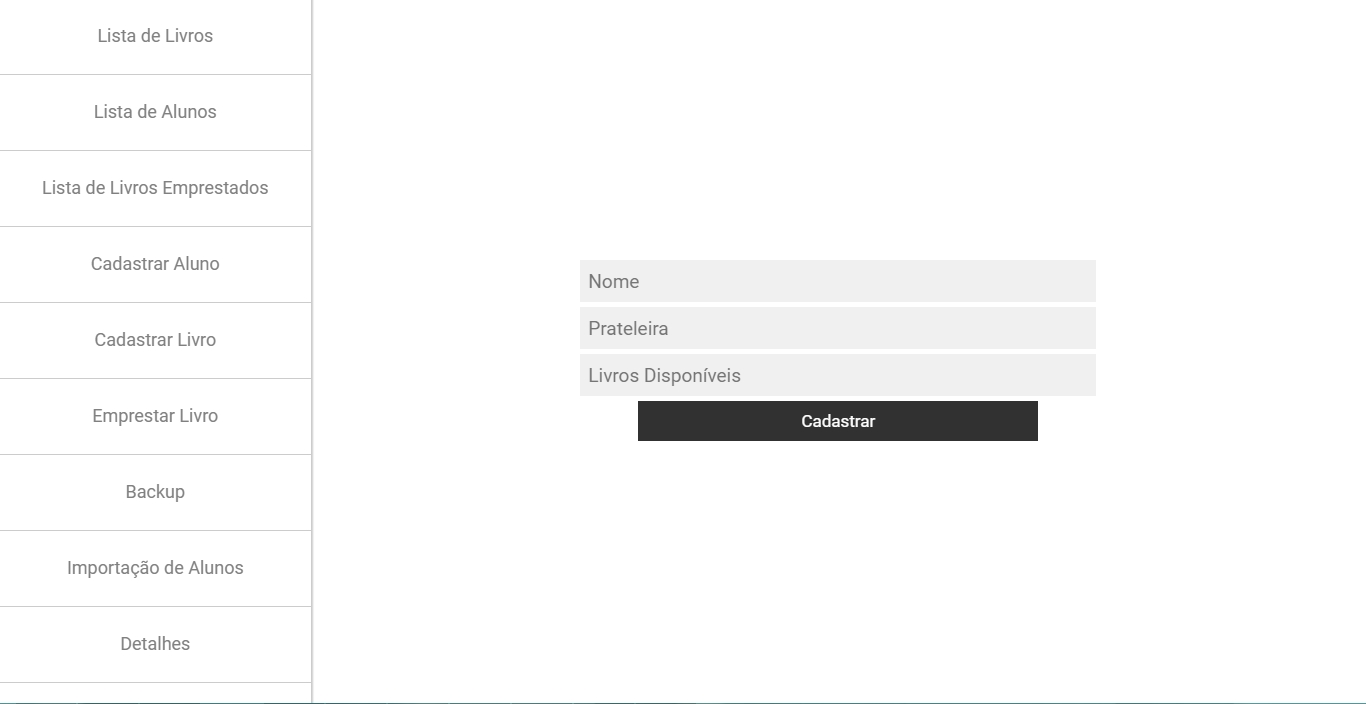 Lista de Livros
Lista de Alunos
Lista de Livros Emprestados
Cadastrar Aluno
Cadastrar Livro
Emprestar Livro
Backup
Importação de Alunos
Detalhes
Nome
Prateleira
Livros Disponíveis
Cadastrar